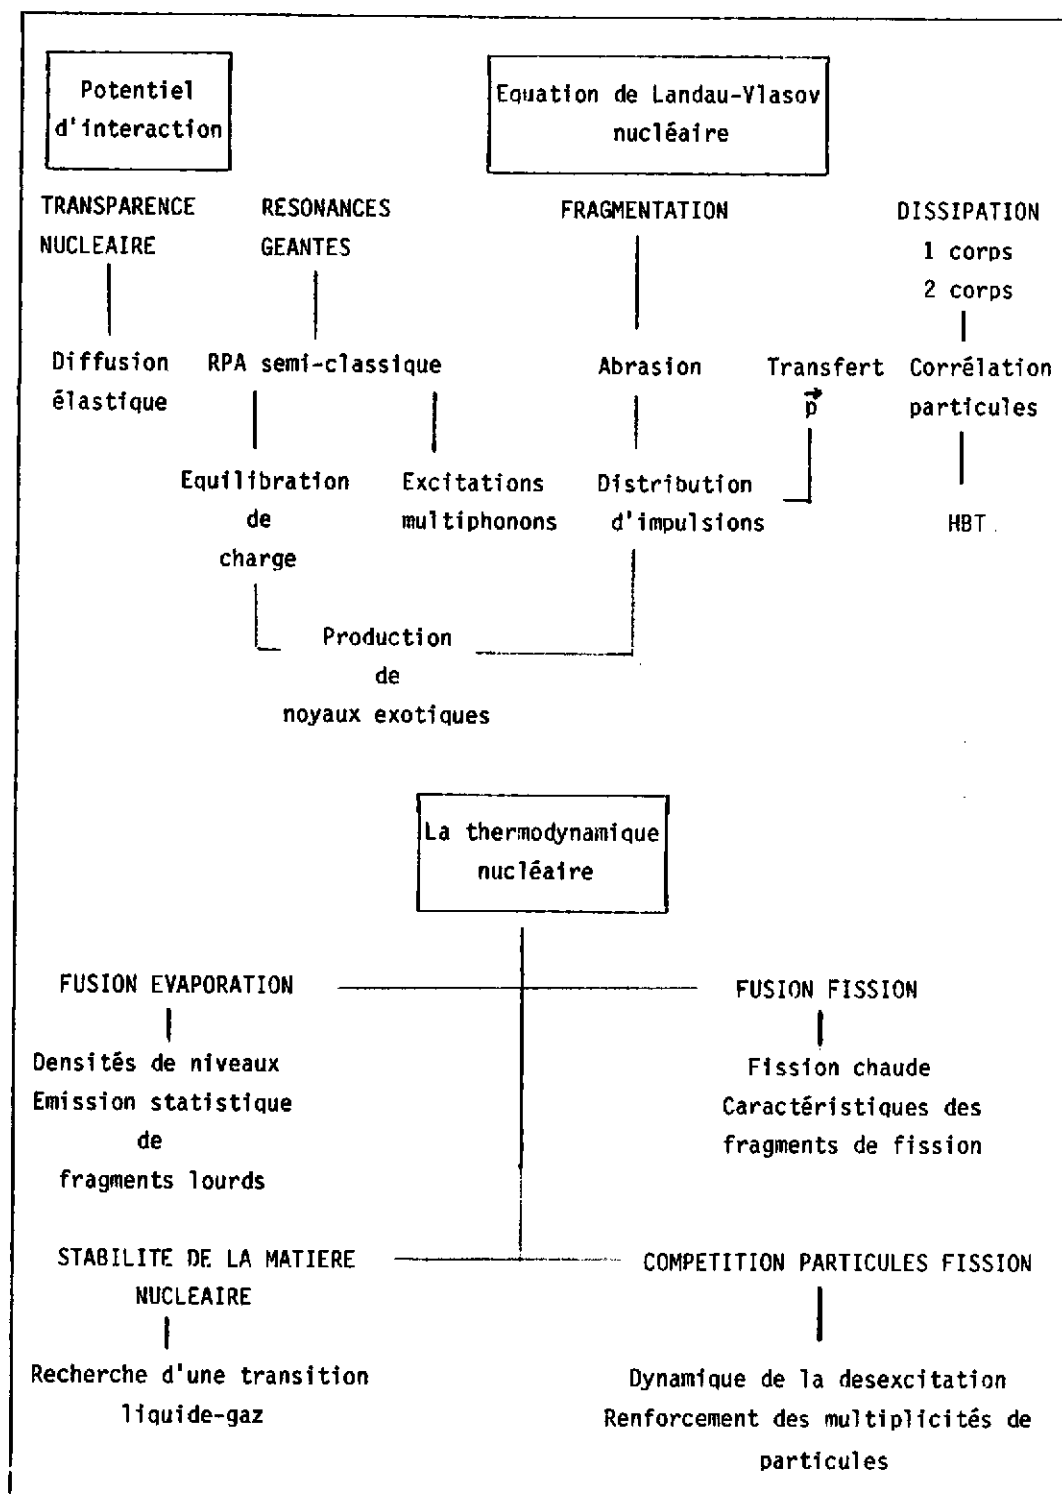 Potentiel
d'interaction
Equation de Landau-Vlasov
nucléaire
TRANSPARENCE
NUCLEAIRE
RESONANCES
GEANTES
FRAGMENTATION
DISSIPATION
1 corps
2 corps
Diffusion
élastique
RPA semi-classique
Abrasion
Transfert
p
Corrélation
particules
Equilibration
de
charge
Excitations
multiphonons
Distribution
d'impulsions
HBT
Production
de
noyaux exotiques
La thermodynamique
nucléaire
FUSION EVAPORATION
FUSION FISSION
Densités de niveaux
Emission statistique
de
fragments lourds
Fission chaude
Caractéristiques des
fragments de fission
STABILITE DE LA MATIERE
NUCLEAIRE
COMPETITION PARTICULES FISSION
Recherche d'une transition
liquide-gaz
Dynamique de la desexcitation
Renforcement des multiplicités de
particules